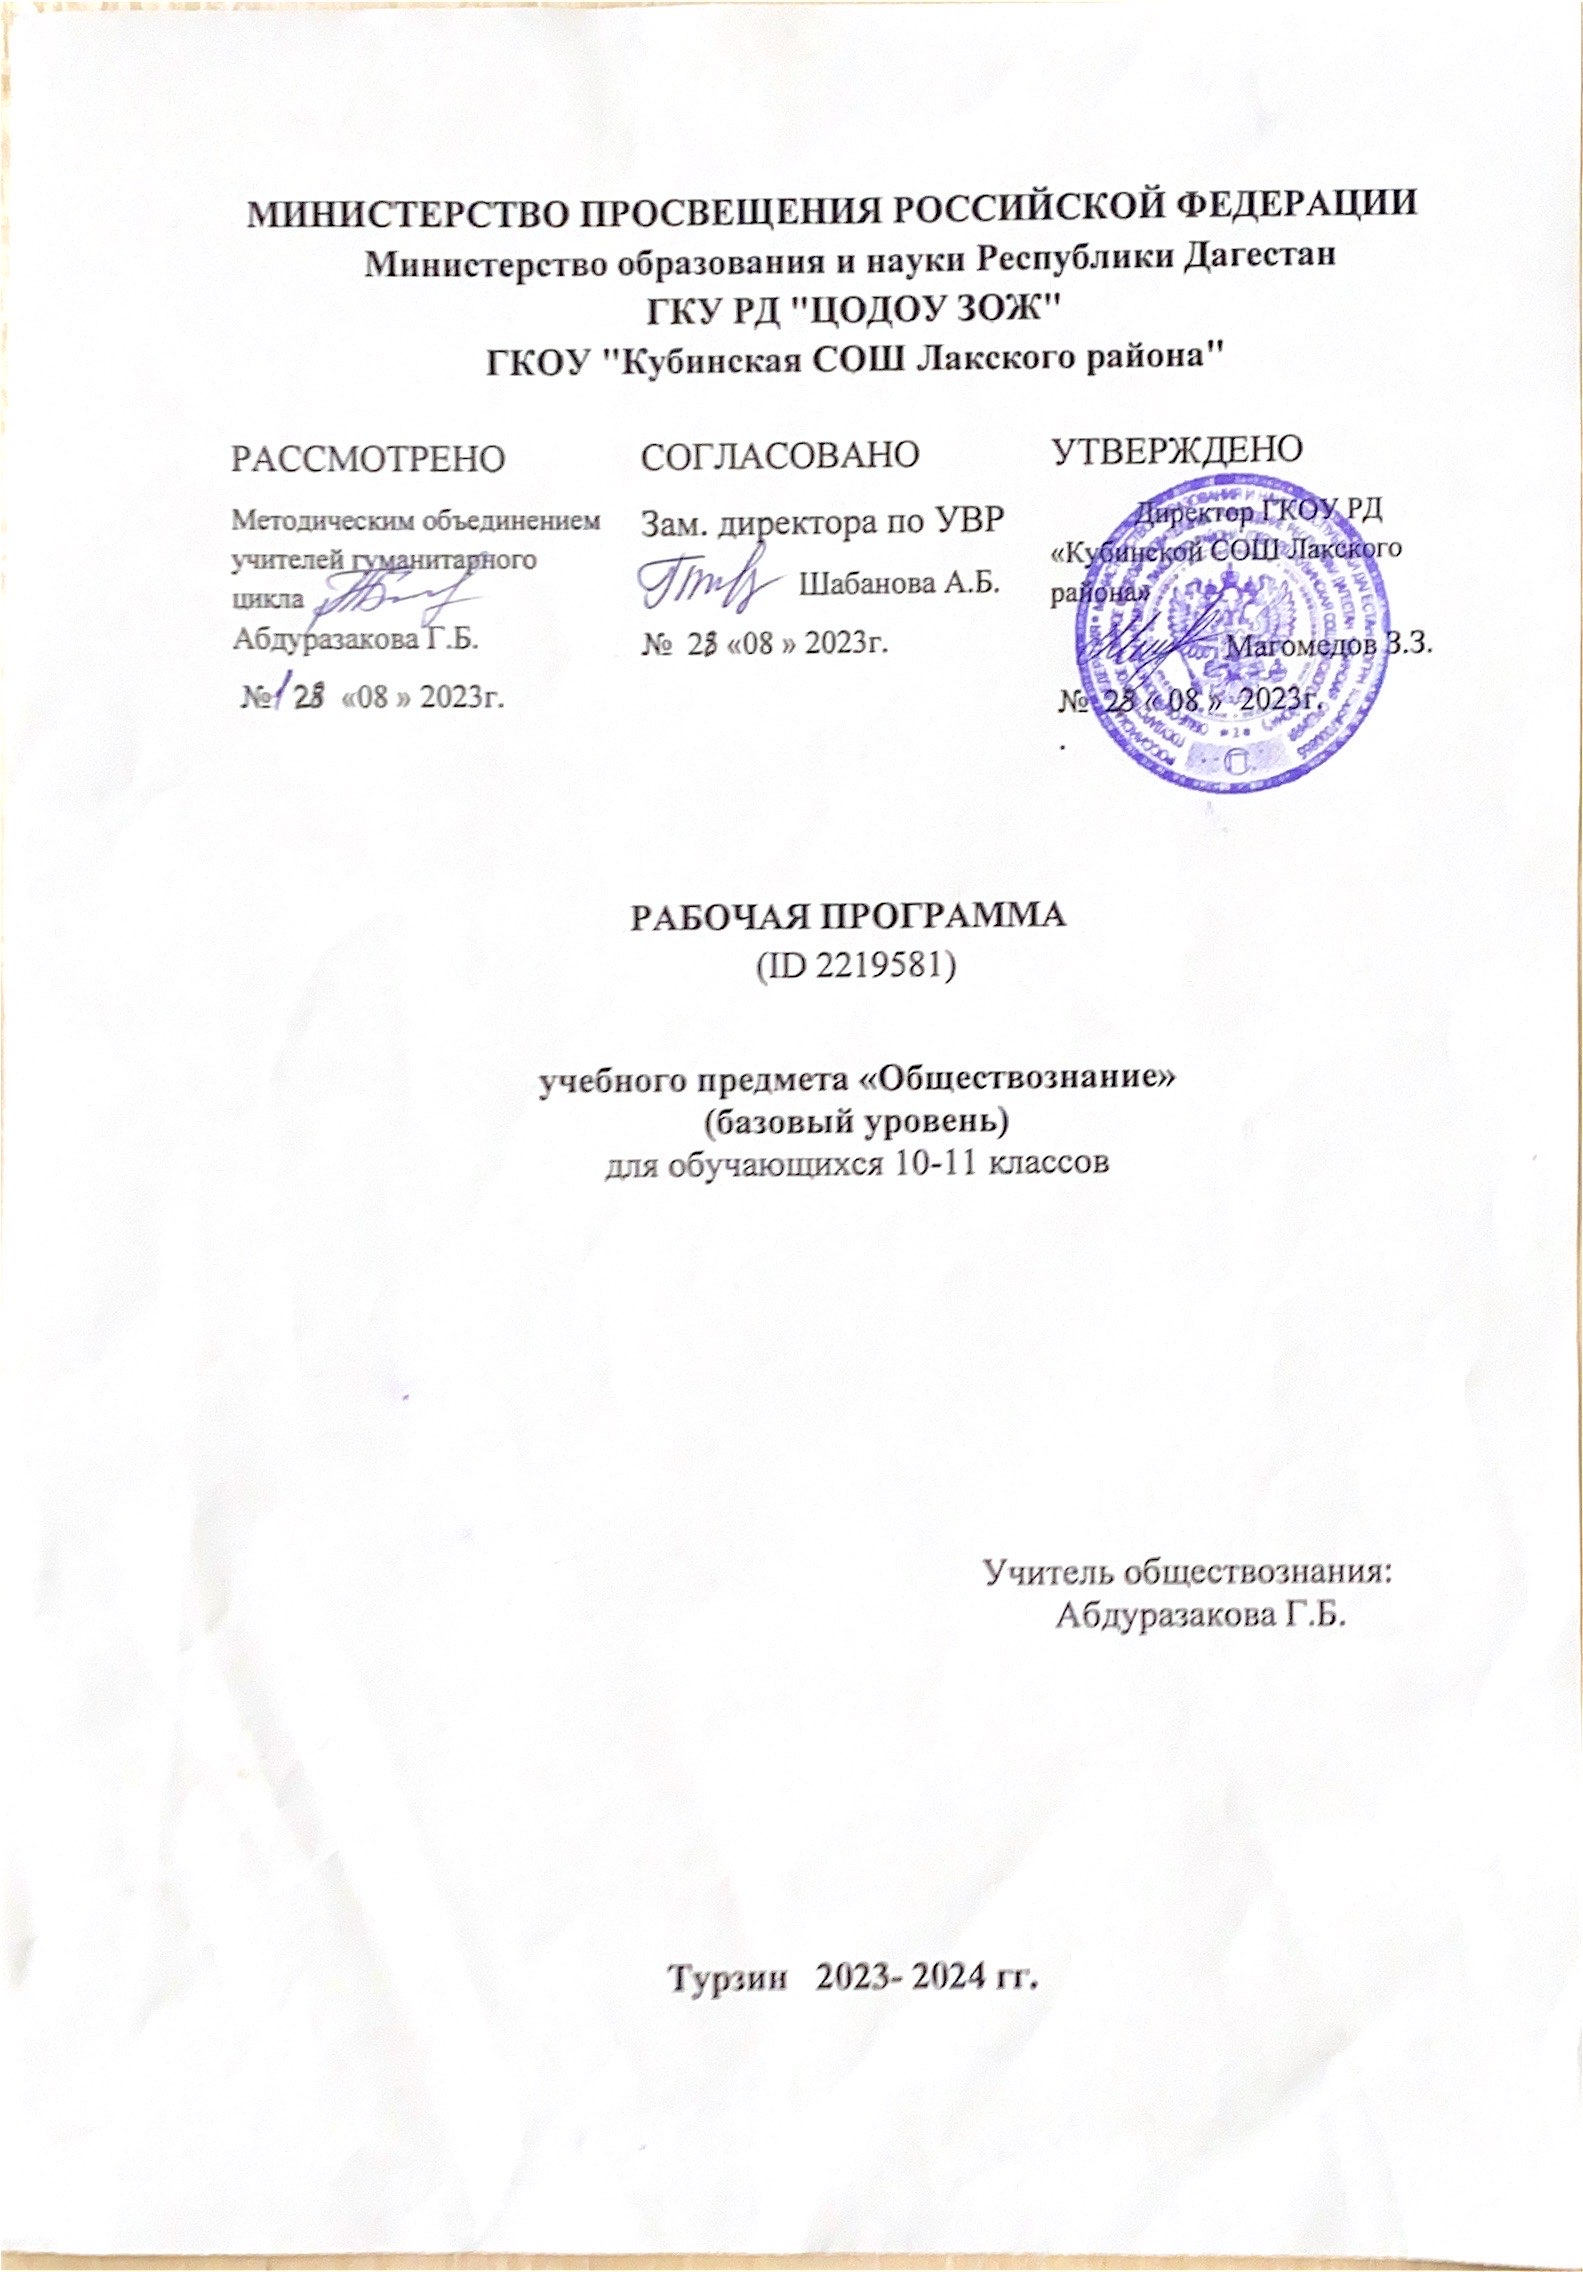 МИНИСТЕРСТВО ПРОСВЕЩЕНИЯ РОССИЙСКОЙ ФЕДЕРАЦИИ
Министерство образования и науки Республики Дагестан
ГКУ РД "ЦОДОУ ЗОЖ"
ГКОУ "Кубинская СОШ Лакского района"
РАССМОТРЕНО
Методическим объединением
учителей гуманитарного
цикла
Абдуразакова Г.Б.
№1 28 «08 » 2023г.
СОГЛАСОВАНО
Зам. директора по УВР
Шабанова А.Б.
№ 28 «08 » 2023г.
УТВЕРЖДЕНО
Директор ГКОУ РД
«Кубинской СОШ Лакского
района»
Магомедов З.З.
№ 28 « 08 » 2023г.
.
РАБОЧАЯ ПРОГРАММА
(ID 2219581)
учебного предмета «Обществознание»
(базовый уровень)
для обучающихся 10-11 классов
Учитель обществознания:
Абдуразакова Г.Б.
Турзин 2023- 2024 гг.